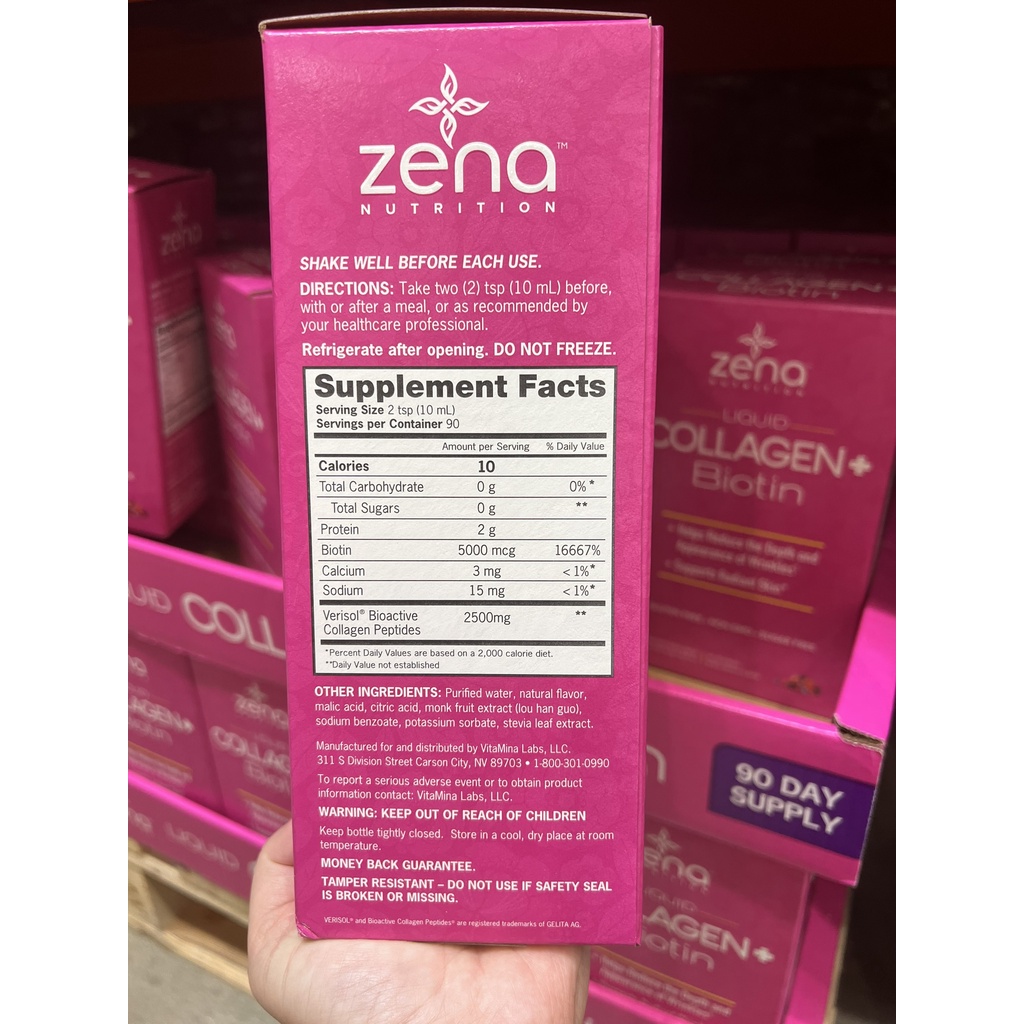 zena™
NUTRITION
SHAKE WELL BEFORE EACH USE.
DIRECTIONS: Take two (2) tsp (10 mL) before,
with or after a meal, or as recommended by
your healthcare professional.
Refrigerate after opening. DO NOT FREEZE.
Supplement Facts
Serving Size 2 tsp (10 mL)
Servings per Container 90
Amount per Serving % Daily Value
Calories 10
Total Carbohydrate 0 g 0% *
Total Sugars 0 g **
Protein 2 g
Biotin 5000 mcg 16667%
Calcium 3 mg < 1%*
Sodium 15 mg < 1%*
Verisol® Bioactive 2500mg **
Collagen Peptides
*Percent Daily Values are based on a 2,000 calorie diet.
**Daily Value not established
OTHER INGREDIENTS: Purified water, natural flavor,
malic acid, citric acid, monk fruit extract (lou han guo),
sodium benzoate, potassium sorbate, stevia leaf extract.
Manufactured for and distributed by VitaMina Labs, LLC.
311 S Division Street Carson City, NV 89703 • 1-800-301-0990
To report a serious adverse event or to obtain product
information contact: VitaMina Labs, LLC.
WARNING: KEEP OUT OF REACH OF CHILDREN
Keep bottle tightly closed. Store in a cool, dry place at room
temperature.
MONEY BACK GUARANTEE.
TAMPER RESISTANT – DO NOT USE IF SAFETY SEAL
IS BROKEN OR MISSING.
VERISOL® and Bioactive Collagen Peptides® are registered trademarks of GELITA AG.
zena
NUTRITION
LIQUID
COLLAGEN+
Biotin
90 DAY
SUPPLY
zena
LIQUID
COLL
zena
LIQUID